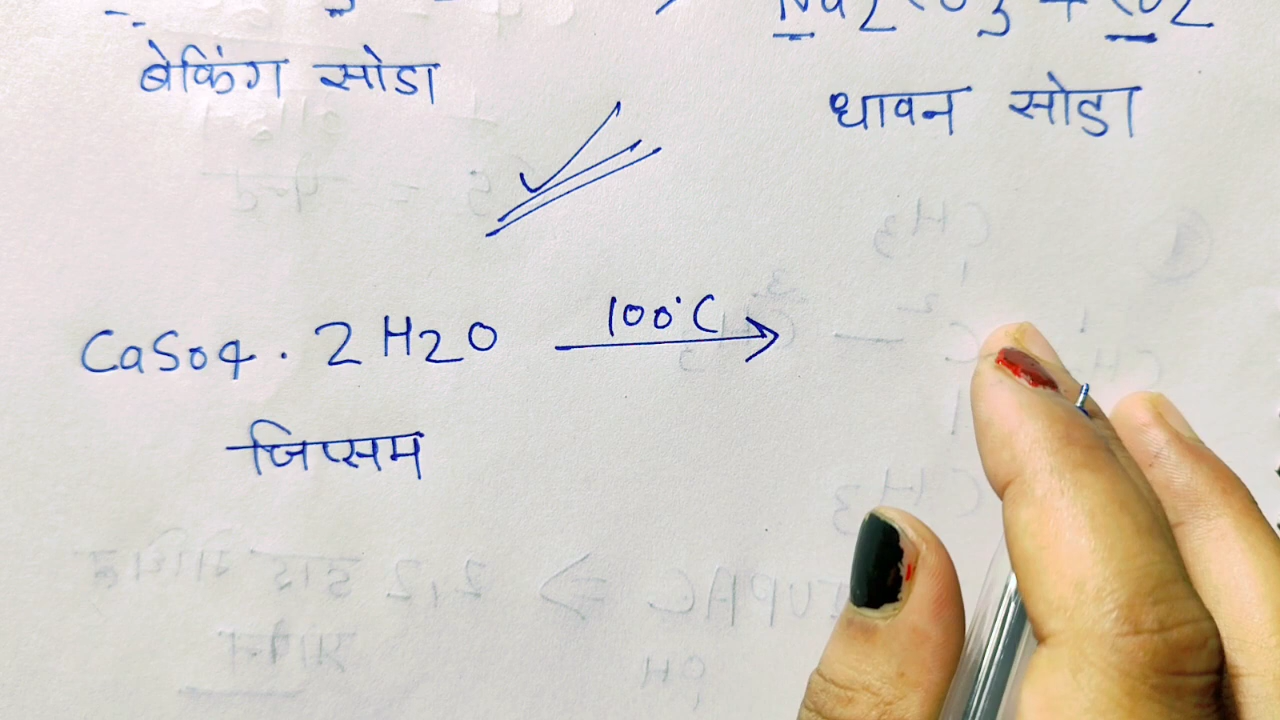 बेकिंग सोडा
धावन सोडा
100°C
CaSo4 . 2H2O
जिप्सम